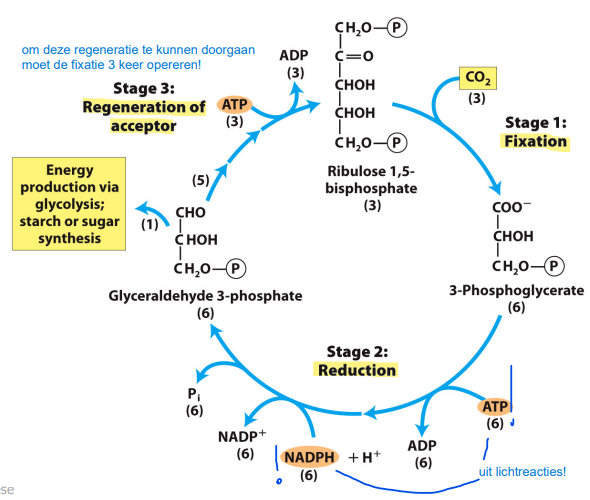 om deze regeneratie te kunnen doorgaan
moet de fixatie 3 keer opereren!
Stage 3:
Regeneration of
acceptor
ATP
(3)
ADP
(3)
CH₂O—P
C=O
CHOH
CHOH
CH₂O—P
Ribulose 1,5-
bisphosphate
(3)
CO₂
(3)
Stage 1:
Fixation
COO⁻
CHOH
CH₂O—P
3-Phosphoglycerate
(6)
Energy
production via
glycolysis;
starch or sugar
synthesis
(1)
(5)
CHO
CHOH
CH₂O—P
Glyceraldehyde 3-phosphate
(6)
Stage 2:
Reduction
Pᵢ
(6)
NADP⁺
(6)
! NADPH + H⁺
(6)
ADP
(6)
ATP !
(6)
uit lichtreacties!
se